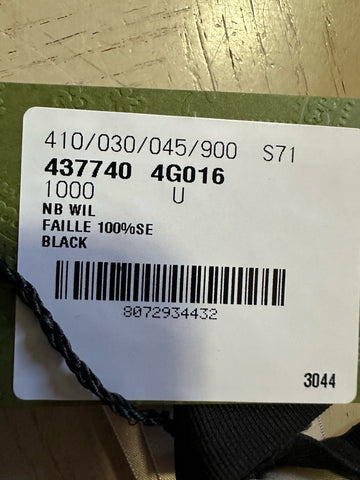 410/030/045/900 S71
437740 4G016
1000 U
NB WIL
FAILLE 100%SE
BLACK
8072934432
3044